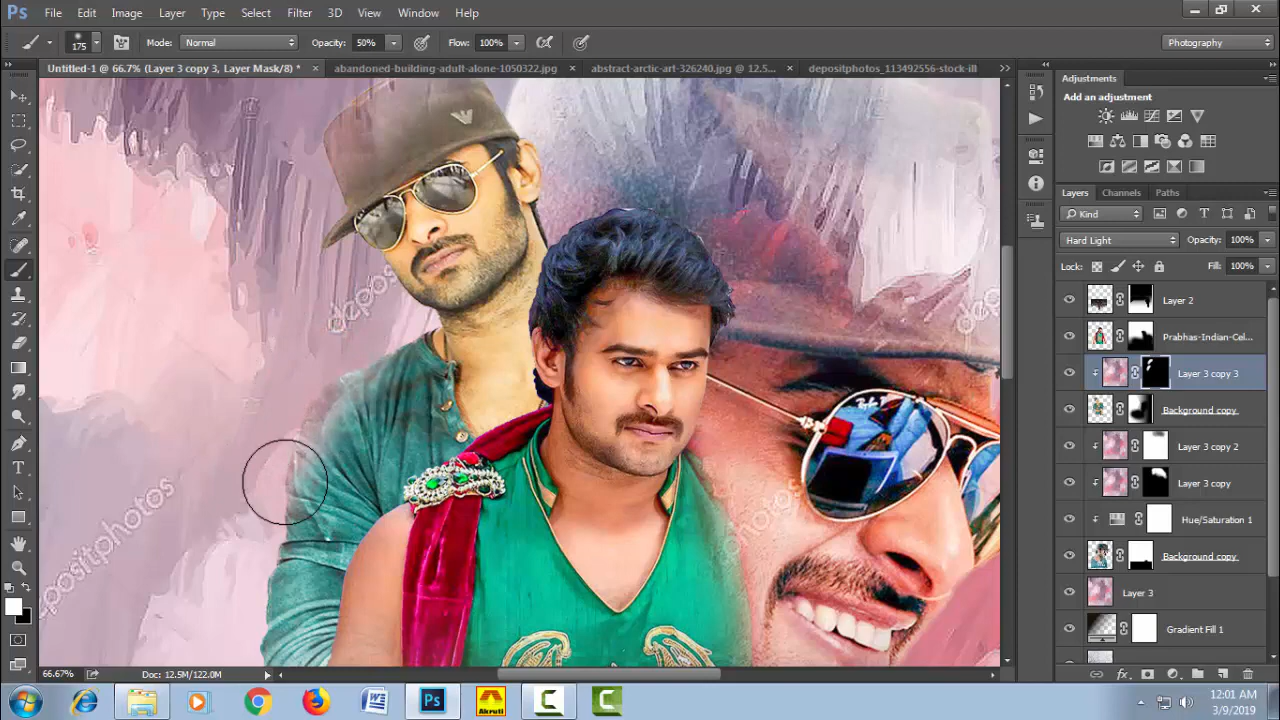 Ps File Edit Image Layer Type Select Filter 3D View Window Help
175 Mode: Normal Opacity: 50% Flow: 100% Photography
Untitled-1 @ 66.7% (Layer 3 copy 3, Layer Mask/8) * × abandoned-building-adult-alone-1050322.jpg × abstract-arctic-art-326240.jpg @ 12.5... × depositphotos_113492556-stock-ill
Adjustments
Add an adjustment
Layers Channels Paths
Kind
Hard Light Opacity: 100%
Lock: Fill: 100%
Layer 2
Prabhas-Indian-Cel...
Layer 3 copy 3
Background copy
Layer 3 copy 2
Layer 3 copy
Hue/Saturation 1
Background copy
Layer 3
Gradient Fill 1
depos
depositphotos
ositphotos
66.67% Doc: 12.5M/122.0M
Ps Akruti
12:01 AM
3/9/2019